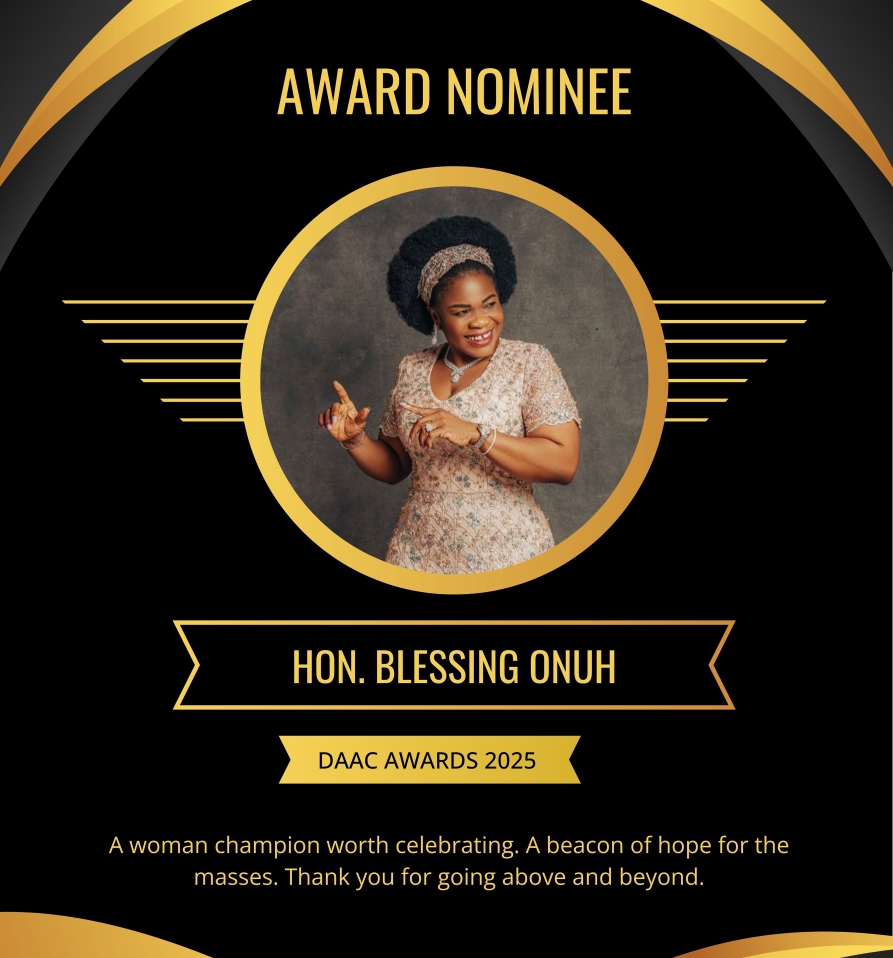 AWARD NOMINEE
HON. BLESSING ONUH
DAAC AWARDS 2025
A woman champion worth celebrating. A beacon of hope for the
masses. Thank you for going above and beyond.